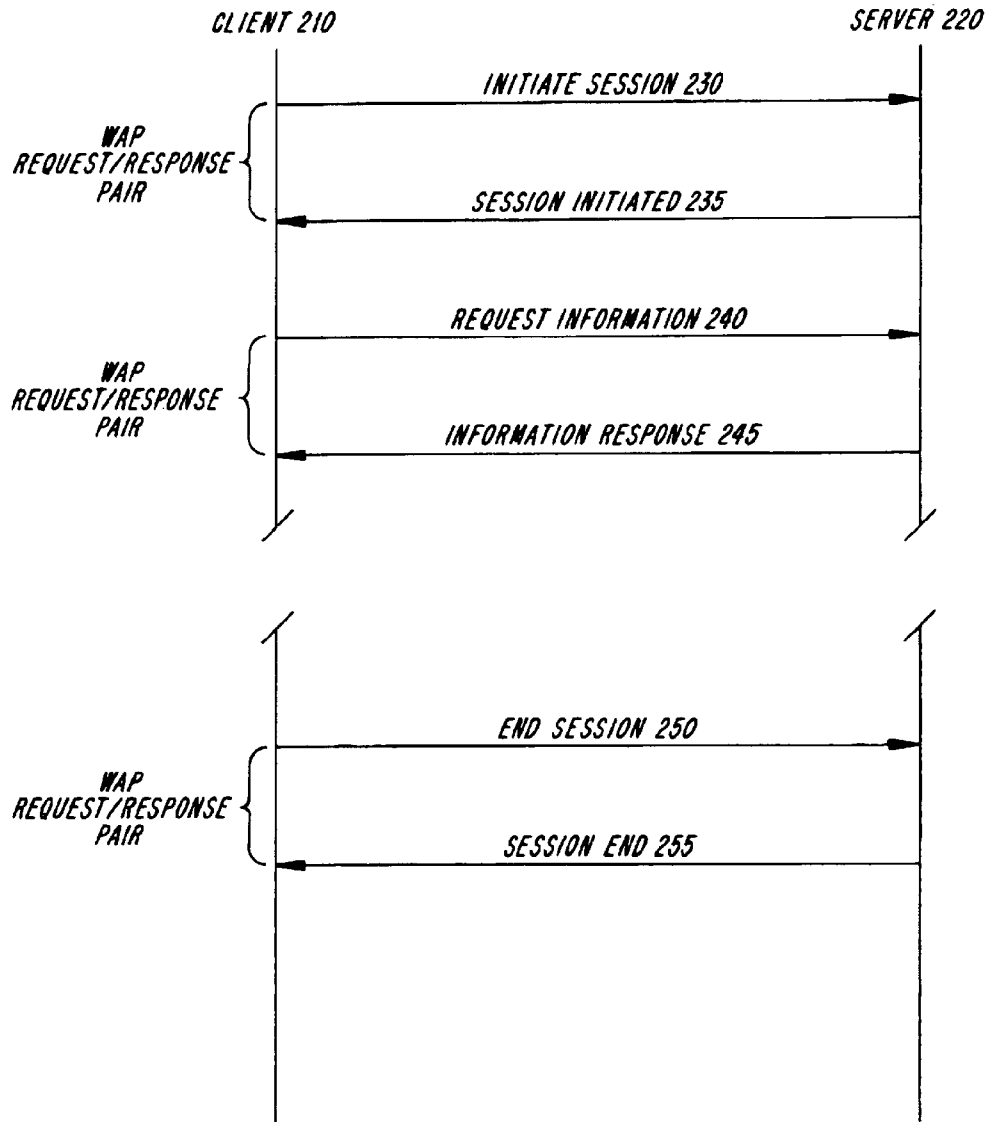 CLIENT 210
SERVER 220
INITIATE SESSION 230
WAP
REQUEST/RESPONSE
PAIR
SESSION INITIATED 235
REQUEST INFORMATION 240
WAP
REQUEST/RESPONSE
PAIR
INFORMATION RESPONSE 245
END SESSION 250
WAP
REQUEST/RESPONSE
PAIR
SESSION END 255